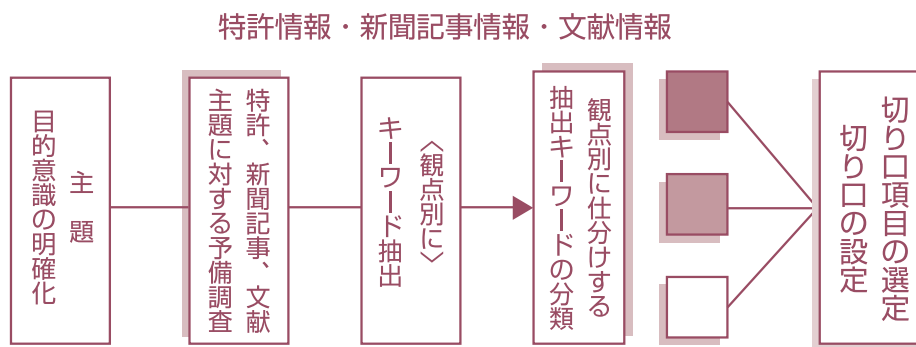 特許情報・新聞記事情報・文献情報
主 題
目的意識の明確化
特許、新聞記事、文献
主題に対する予備調査
〈観点別に〉
キーワード抽出
観点別に仕分けする
抽出キーワードの分類
切り口項目の選定
切り口の設定